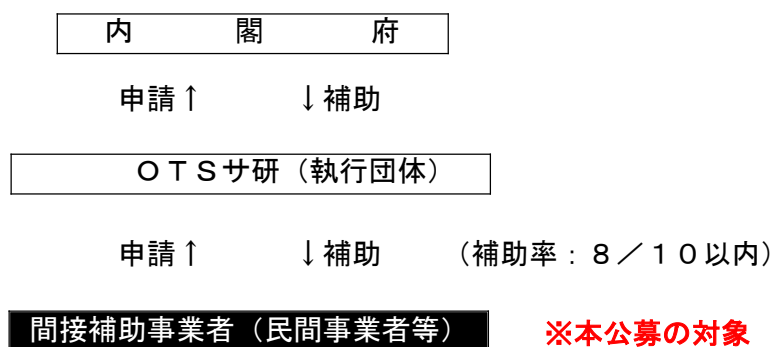 内　　　閣　　　府
申請↑　　　↓補助
ＯＴＳサ研（執行団体）
申請↑　　　↓補助　　（補助率：８／１０以内）
間接補助事業者（民間事業者等）　　※本公募の対象